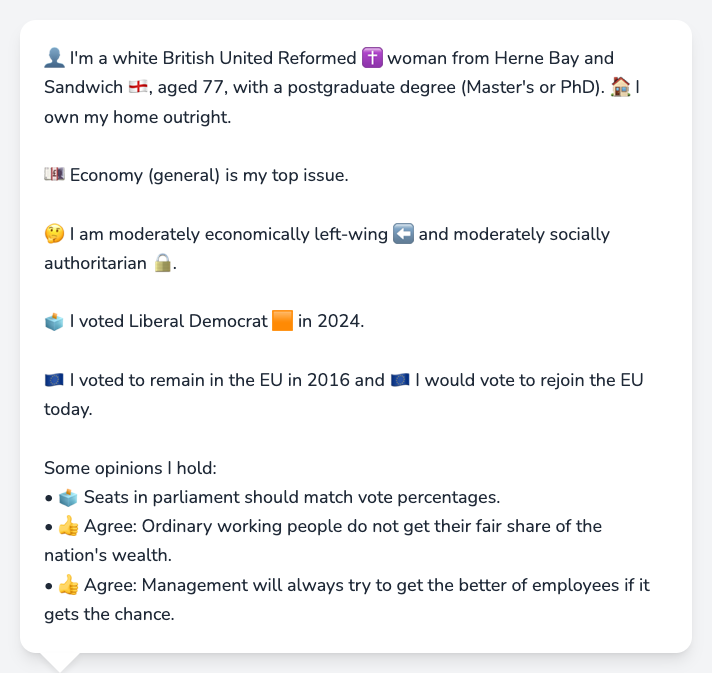 👤 I'm a white British United Reformed ✝️ woman from Herne Bay and
Sandwich 🏴󠁧󠁢󠁥󠁮󠁧󠁿, aged 77, with a postgraduate degree (Master's or PhD). 🏠 I
own my home outright.
💷 Economy (general) is my top issue.
🤔 I am moderately economically left-wing ⬅️ and moderately socially
authoritarian 🔒.
🗳️ I voted Liberal Democrat 🟧 in 2024.
🇪🇺 I voted to remain in the EU in 2016 and 🇪🇺 I would vote to rejoin the EU
today.
Some opinions I hold:
• 🗳️ Seats in parliament should match vote percentages.
• 👍 Agree: Ordinary working people do not get their fair share of the
nation's wealth.
• 👍 Agree: Management will always try to get the better of employees if it
gets the chance.